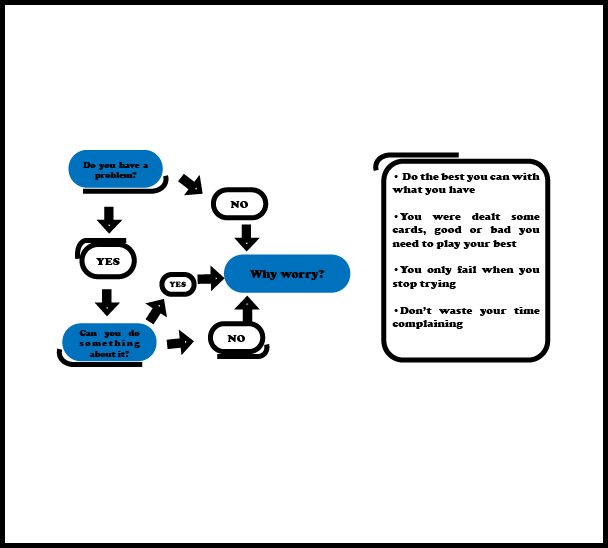 Do you have a
problem?
NO
YES
Why worry?
YES
Can you do
something
about it?
NO
• Do the best you can with
what you have
•You were dealt some
cards, good or bad you
need to play your best
•You only fail when you
stop trying
•Don't waste your time
complaining